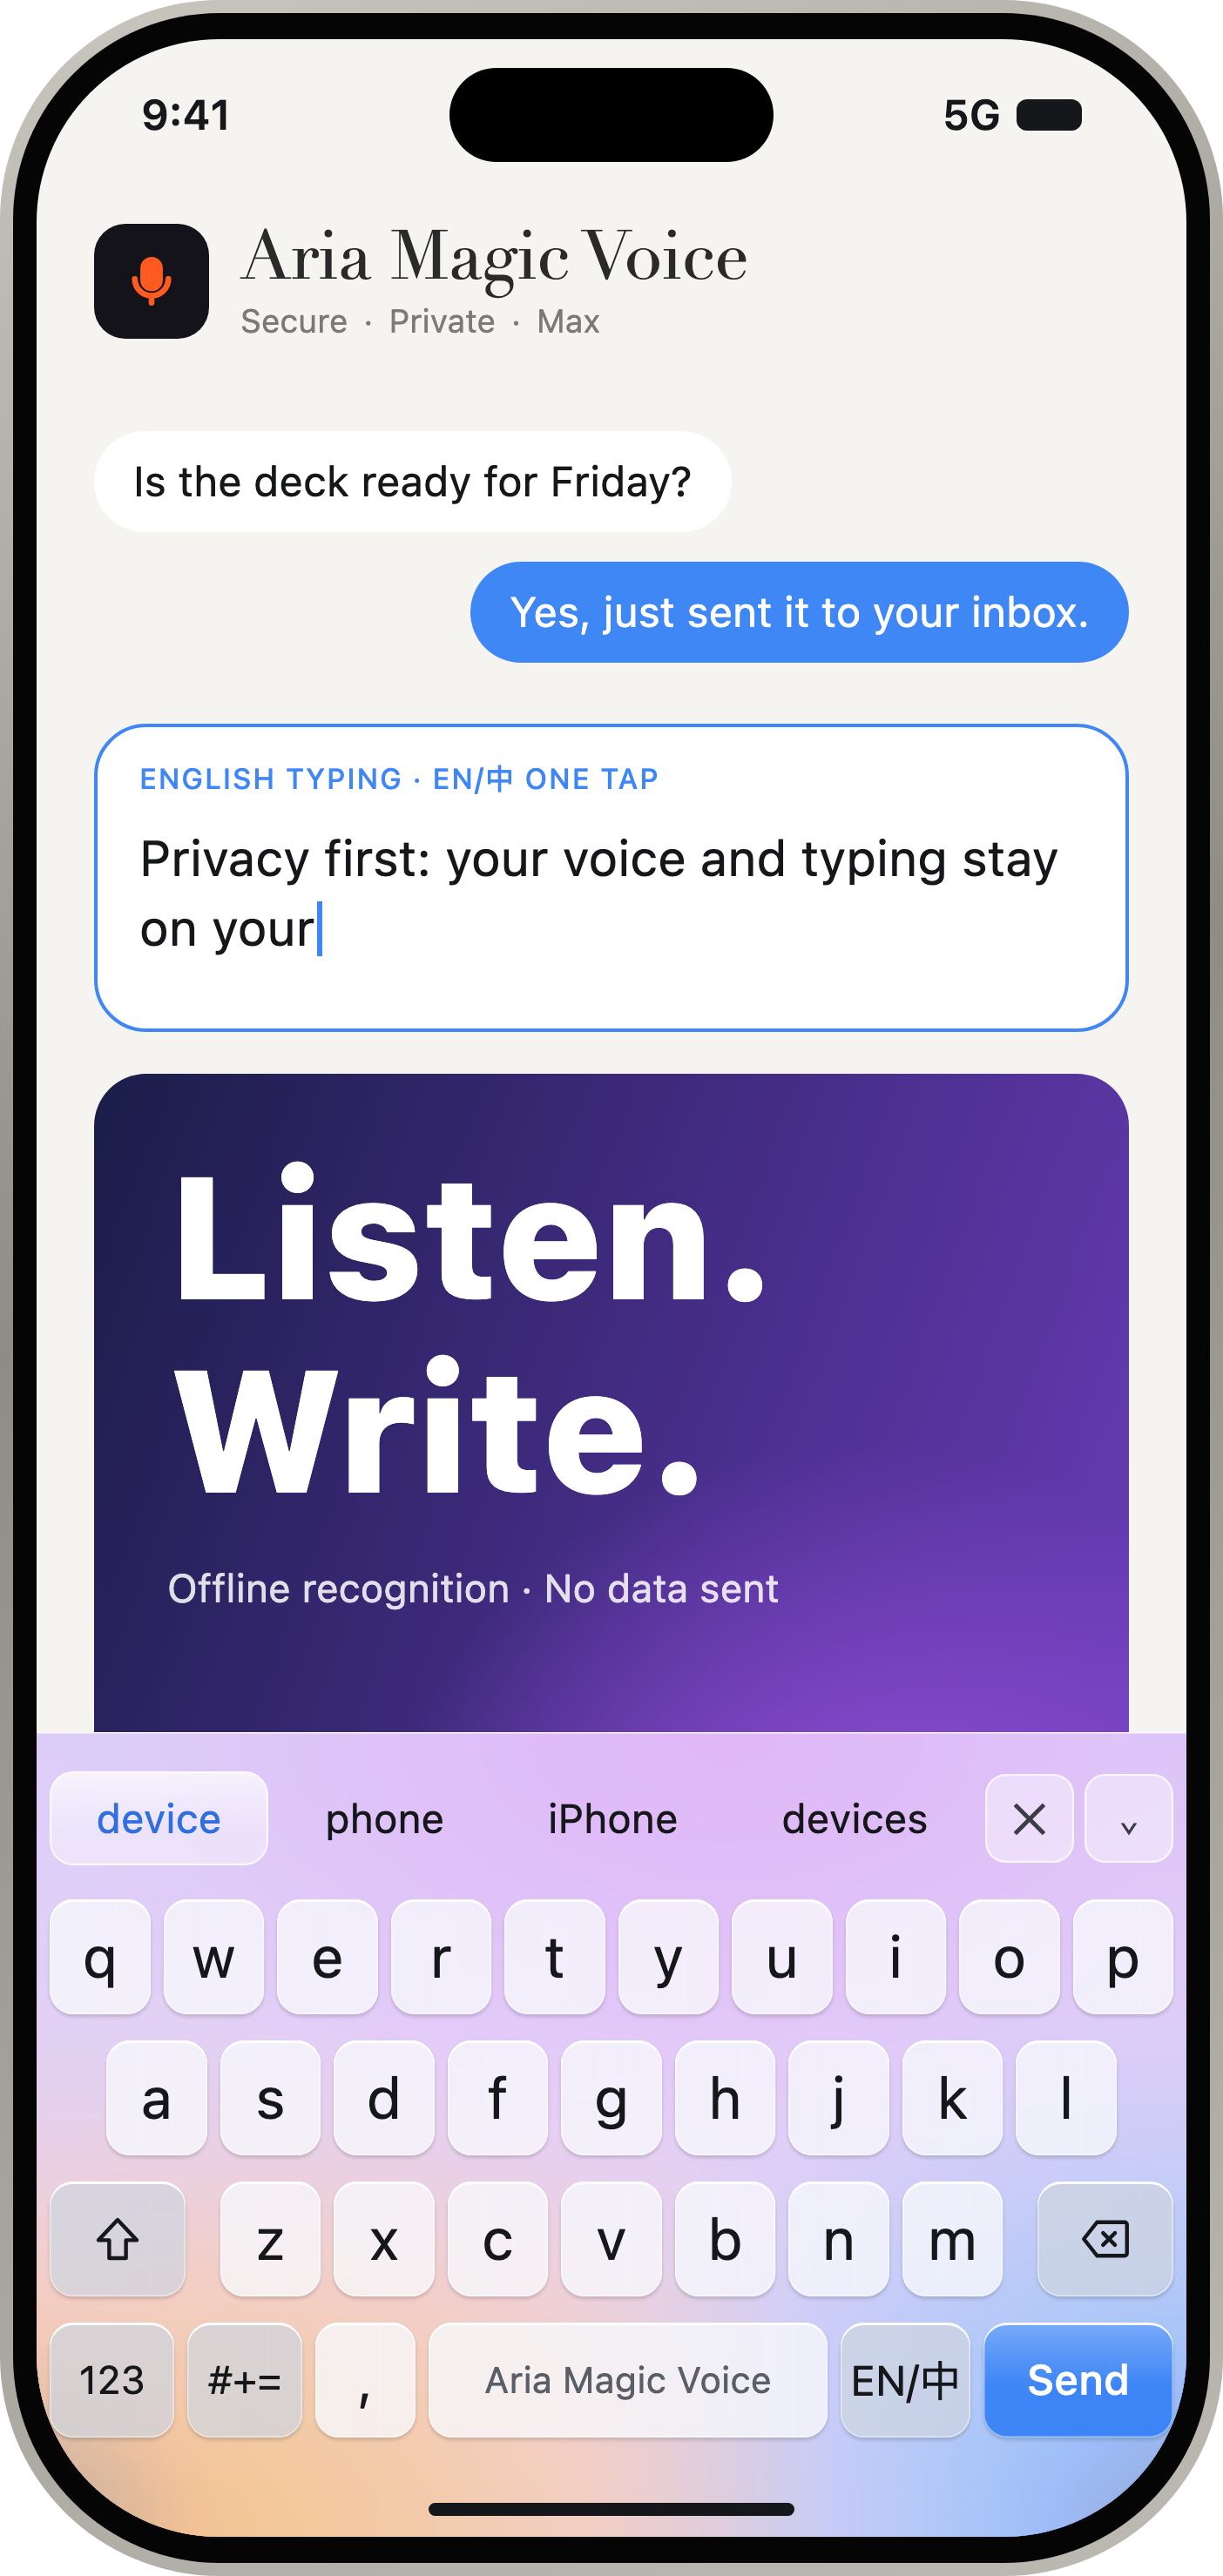 9:41
5G
Aria Magic Voice
Secure · Private · Max
Is the deck ready for Friday?
Yes, just sent it to your inbox.
ENGLISH TYPING · EN/中 ONE TAP
Privacy first: your voice and typing stay
on your
Listen.
Write.
Offline recognition · No data sent
device phone iPhone devices
q w e r t y u i o p
a s d f g h j k l
z x c v b n m
123 #+= , Aria Magic Voice EN/中 Send